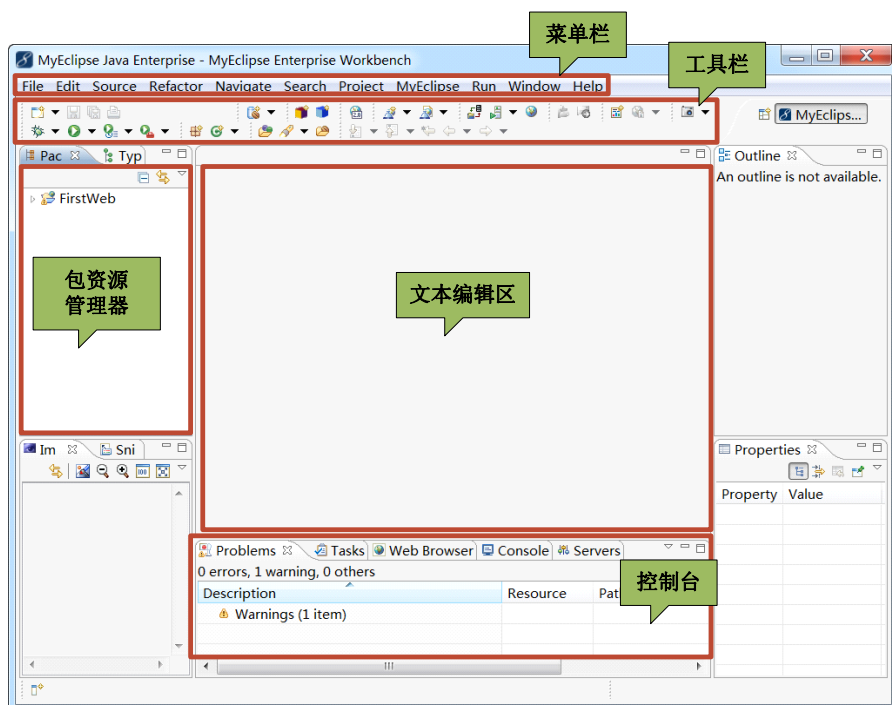 菜单栏
MyEclipse Java Enterprise - MyEclipse Enterprise Workbench
工具栏
File Edit Source Refactor Navigate Search Project MyEclipse Run Window Help
MyEclips...
Pac Typ
Outline
An outline is not available.
FirstWeb
包资源
管理器
文本编辑区
Im Sni
Properties
Property Value
Problems Tasks Web Browser Console Servers
0 errors, 1 warning, 0 others
控制台
Description Resource Pat
Warnings (1 item)